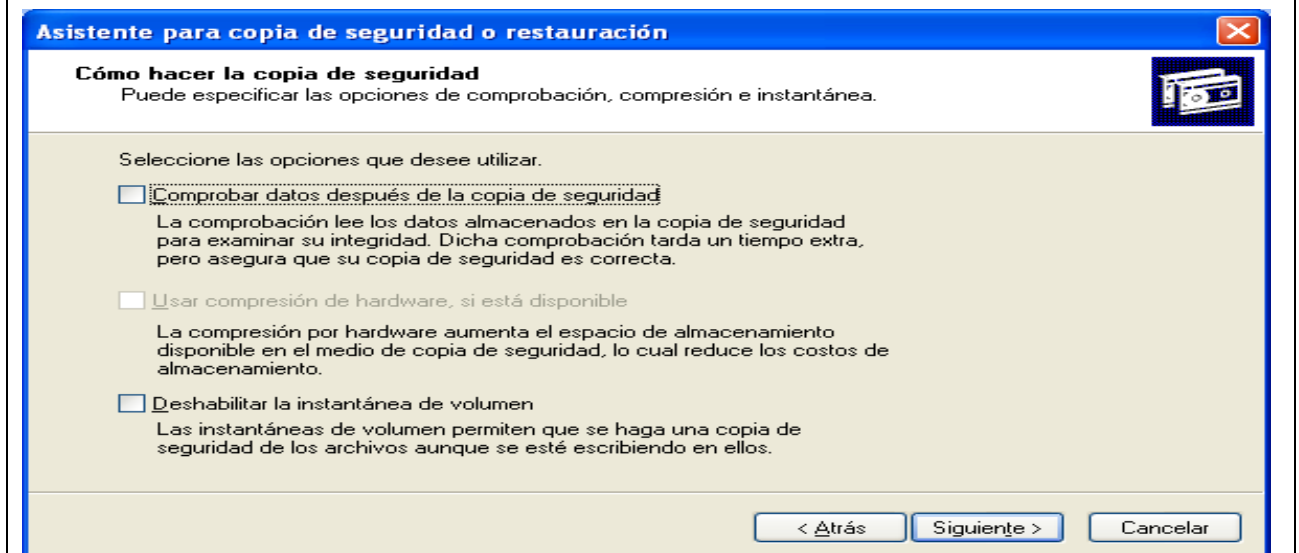 Asistente para copia de seguridad o restauración
Cómo hacer la copia de seguridad
Puede especificar las opciones de comprobación, compresión e instantánea.
Seleccione las opciones que desee utilizar.
Comprobar datos después de la copia de seguridad
La comprobación lee los datos almacenados en la copia de seguridad
para examinar su integridad. Dicha comprobación tarda un tiempo extra,
pero asegura que su copia de seguridad es correcta.
Usar compresión de hardware, si está disponible
La compresión por hardware aumenta el espacio de almacenamiento
disponible en el medio de copia de seguridad, lo cual reduce los costos de
almacenamiento.
Deshabilitar la instantánea de volumen
Las instantáneas de volumen permiten que se haga una copia de
seguridad de los archivos aunque se esté escribiendo en ellos.
< Atrás Siguiente > Cancelar